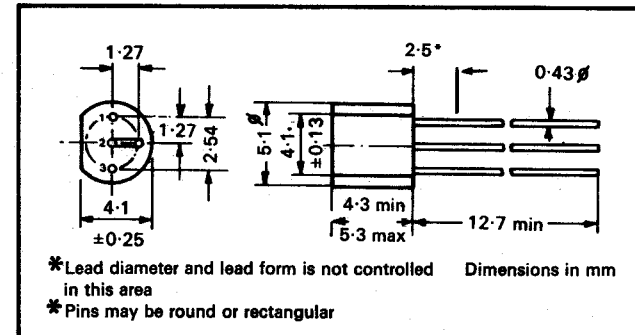 1·27
2·5*
0·43ø
1
2
3
1·27
2·54
5·1ø
4·1
±0·13
4·1
±0·25
4·3 min
5·3 max
12·7 min
*Lead diameter and lead form is not controlled
in this area
Dimensions in mm
*Pins may be round or rectangular